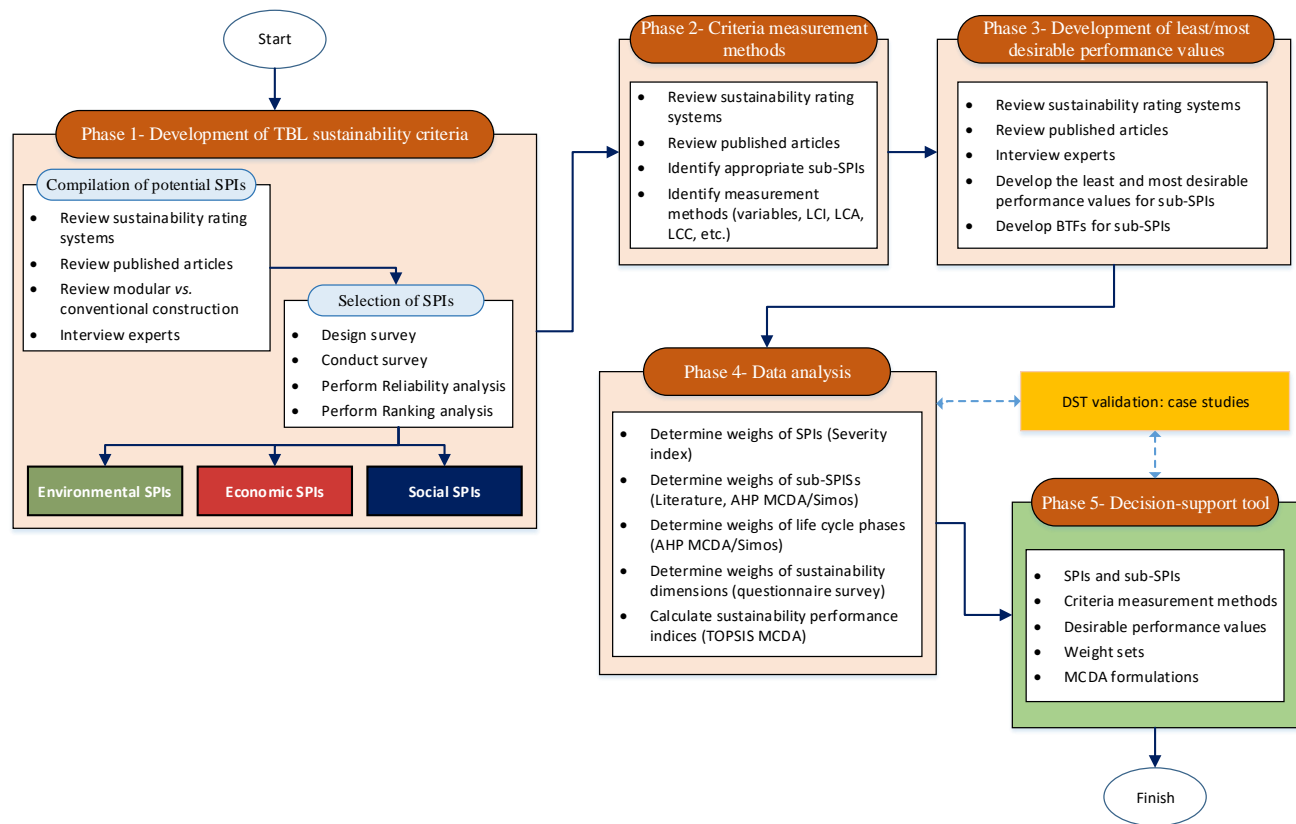 Start
Phase 1- Development of TBL sustainability criteria
Compilation of potential SPIs
• Review sustainability rating
systems
• Review published articles
• Review modular vs.
conventional construction
• Interview experts
Selection of SPIs
• Design survey
• Conduct survey
• Perform Reliability analysis
• Perform Ranking analysis
Environmental SPIs
Economic SPIs
Social SPIs
Phase 2- Criteria measurement
methods
• Review sustainability rating
systems
• Review published articles
• Identify appropriate sub-SPIs
• Identify measurement
methods (variables, LCI, LCA,
LCC, etc.)
Phase 3- Development of least/most
desirable performance values
• Review sustainability rating systems
• Review published articles
• Interview experts
• Develop the least and most desirable
performance values for sub-SPIs
• Develop BTFs for sub-SPIs
Phase 4- Data analysis
• Determine weighs of SPIs (Severity
index)
• Determine weighs of sub-SPISs
(Literature, AHP MCDA/Simos)
• Determine weighs of life cycle phases
(AHP MCDA/Simos)
• Determine weighs of sustainability
dimensions (questionnaire survey)
• Calculate sustainability performance
indices (TOPSIS MCDA)
DST validation: case studies
Phase 5- Decision-support tool
• SPIs and sub-SPIs
• Criteria measurement methods
• Desirable performance values
• Weight sets
• MCDA formulations
Finish